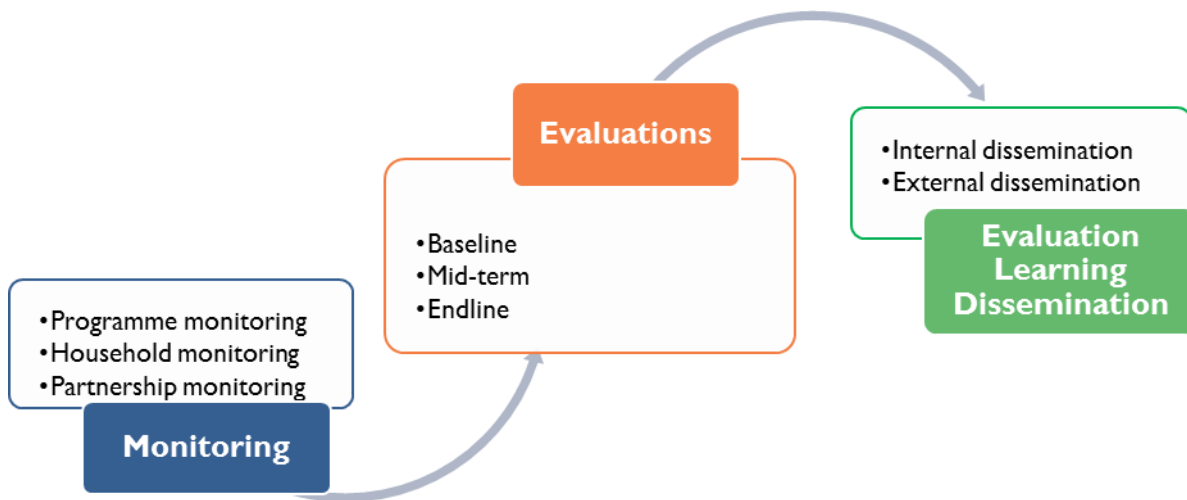 •Programme monitoring
•Household monitoring
•Partnership monitoring
Monitoring
Evaluations
•Baseline
•Mid-term
•Endline
•Internal dissemination
•External dissemination
Evaluation
Learning
Dissemination